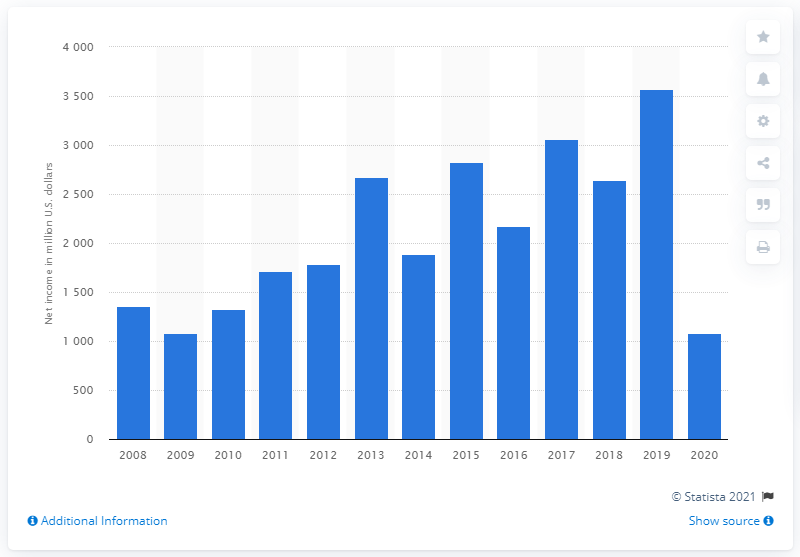 4 000
3 500
3 000
2 500
2 000
1 500
1 000
500
0
Net income in million U.S. dollars
2008 2009 2010 2011 2012 2013 2014 2015 2016 2017 2018 2019 2020
© Statista 2021
Additional Information
Show source